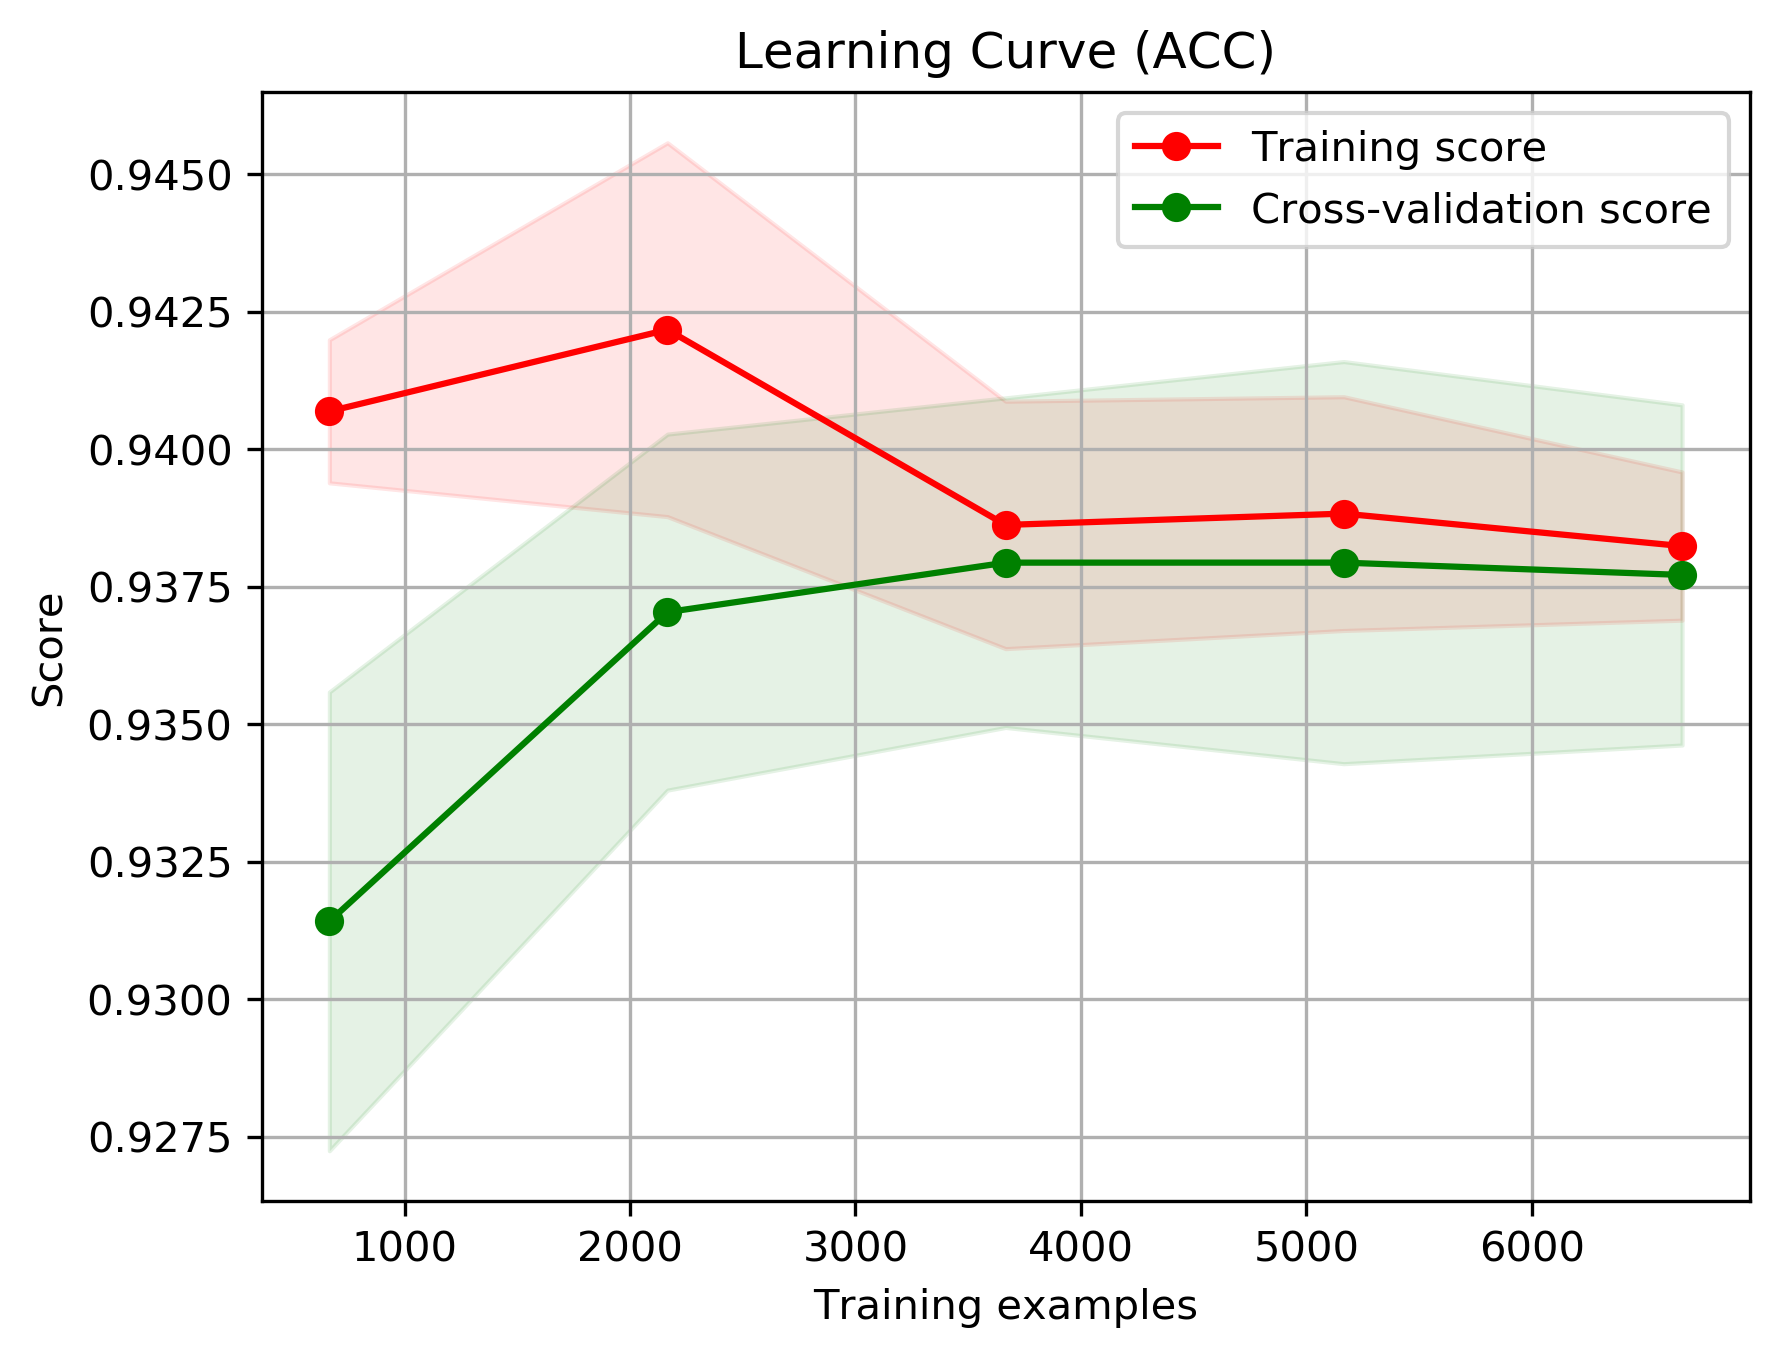 Learning Curve (ACC)
Training score
Cross-validation score
0.9450
0.9425
0.9400
0.9375
0.9350
0.9325
0.9300
0.9275
Score
1000 2000 3000 4000 5000 6000
Training examples